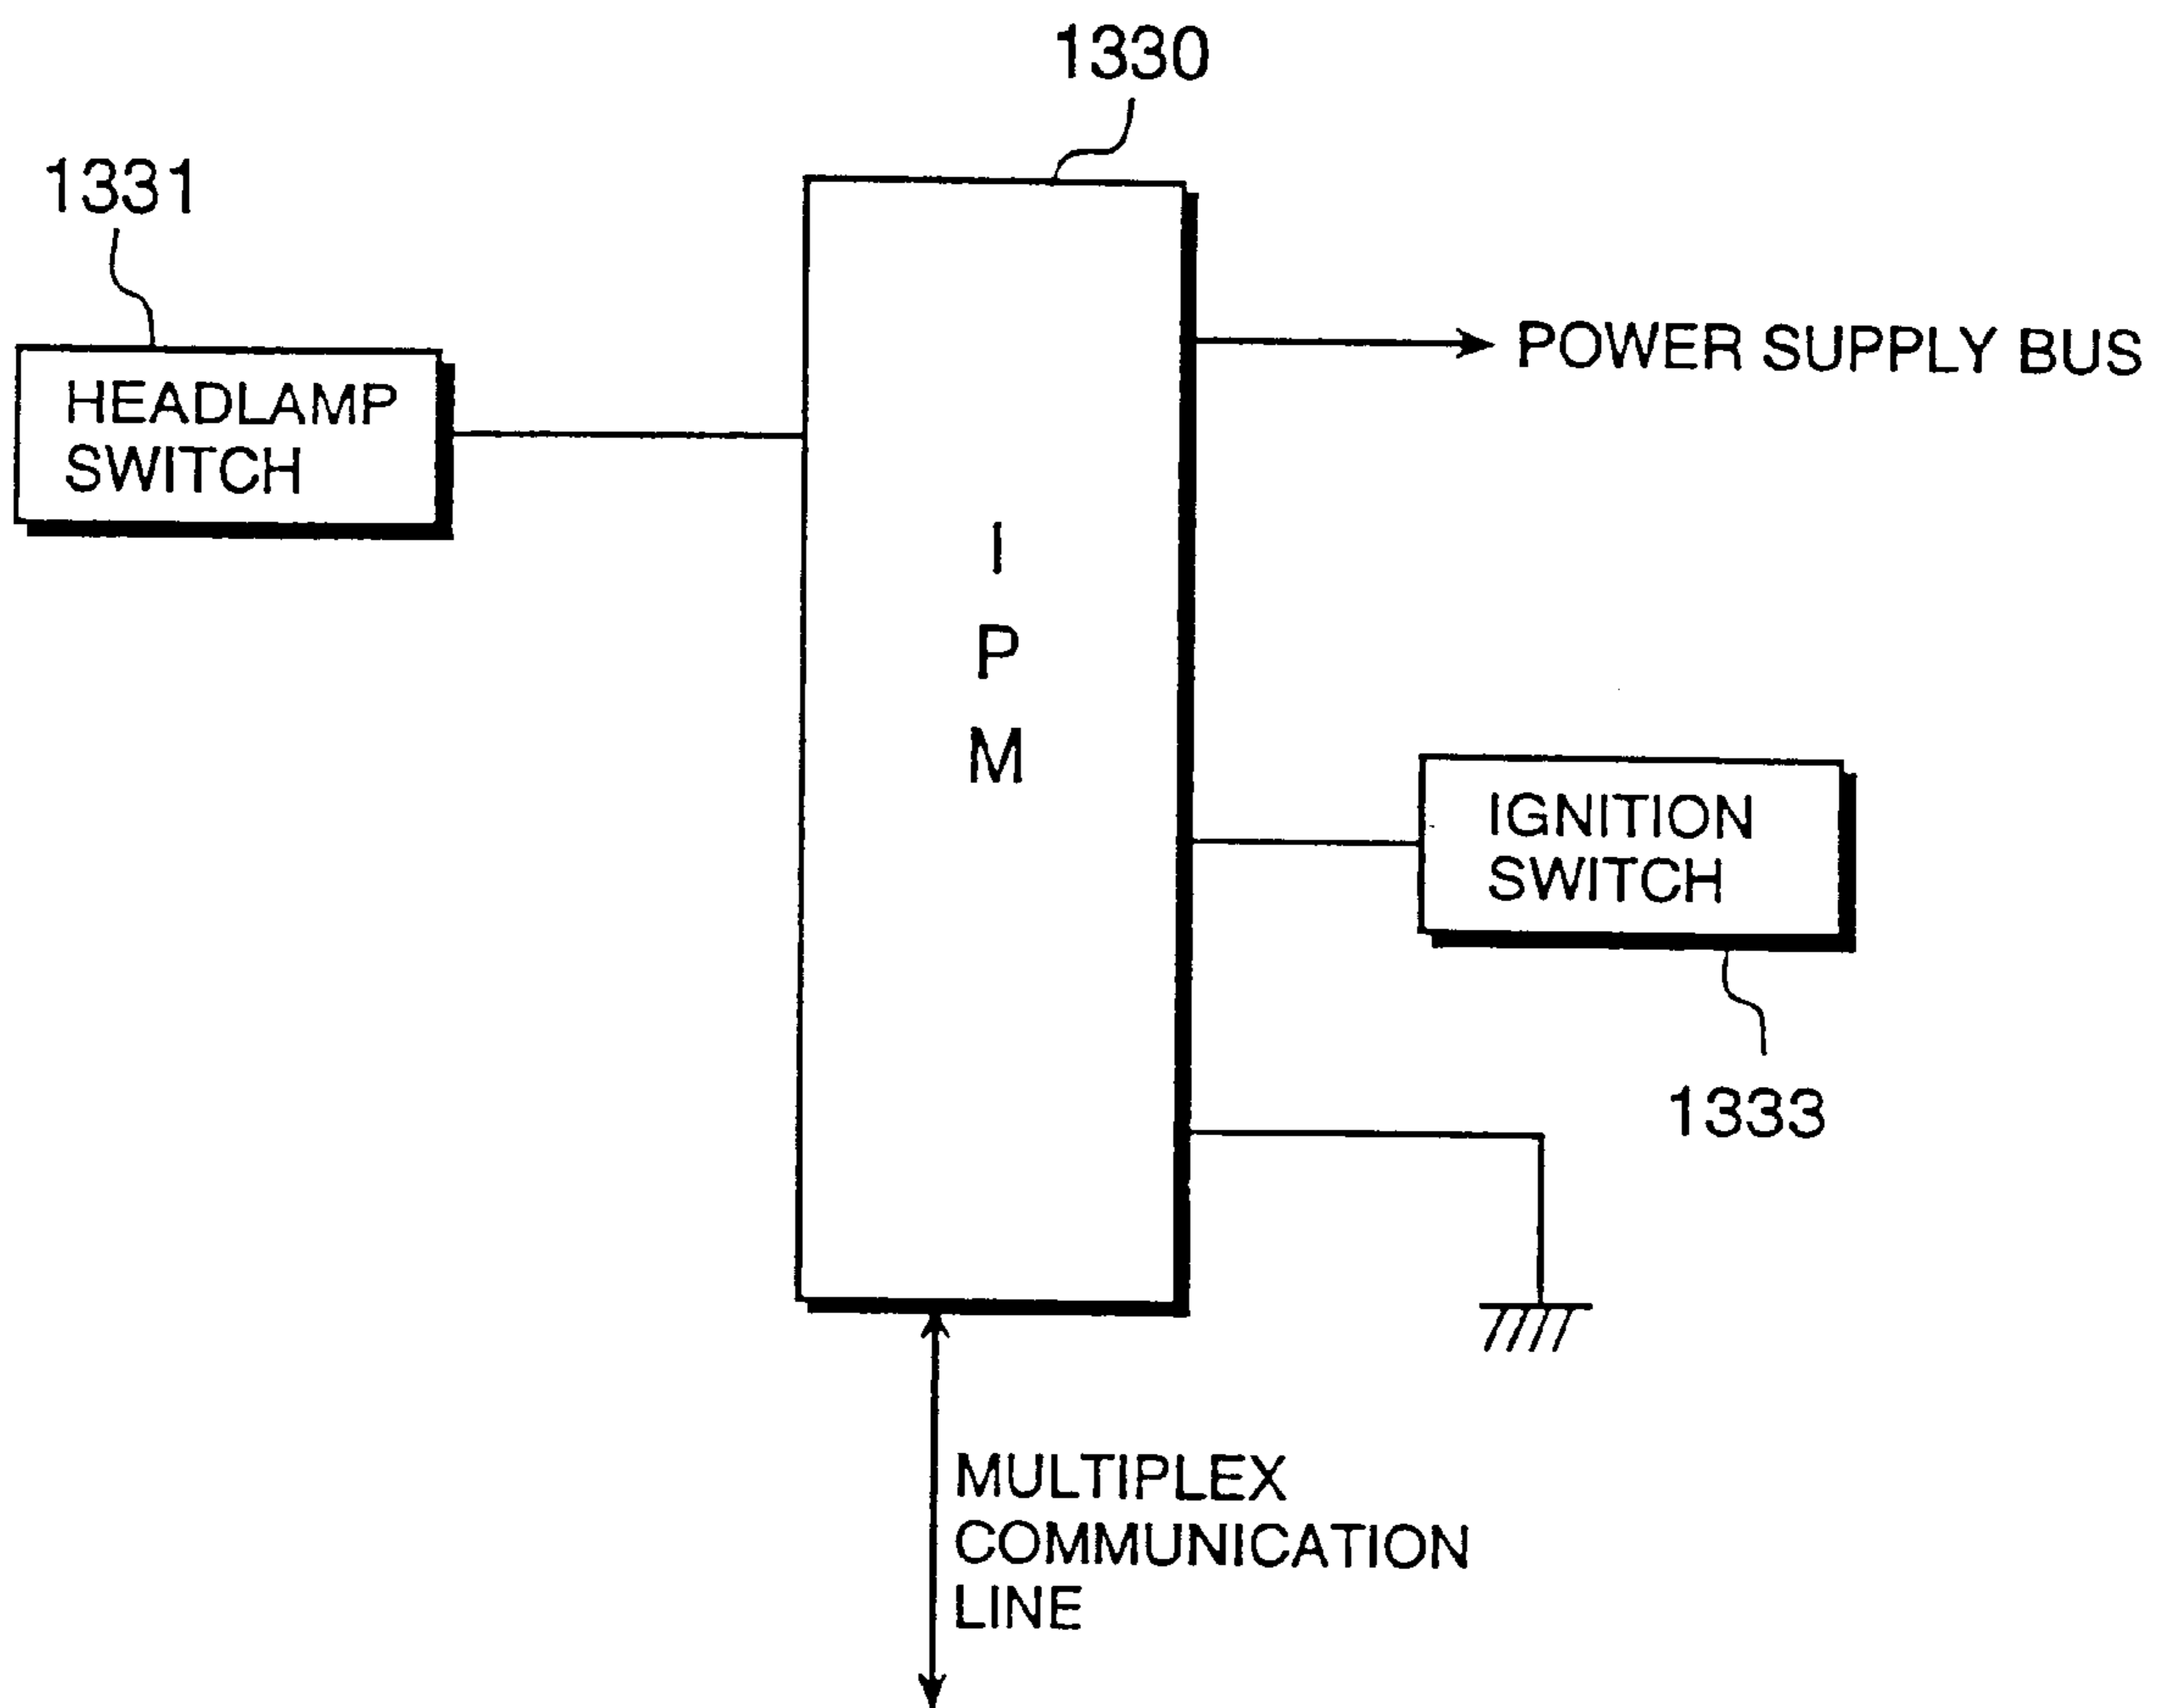 1330
1331
HEADLAMP
SWITCH
POWER SUPPLY BUS
I
P
M
IGNITION
SWITCH
1333
MULTIPLEX
COMMUNICATION
LINE